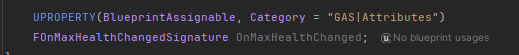 UPROPERTY(BlueprintAssignable, Category = "GAS|Attributes")
FOnMaxHealthChangedSignature OnMaxHealthChanged; No blueprint usages